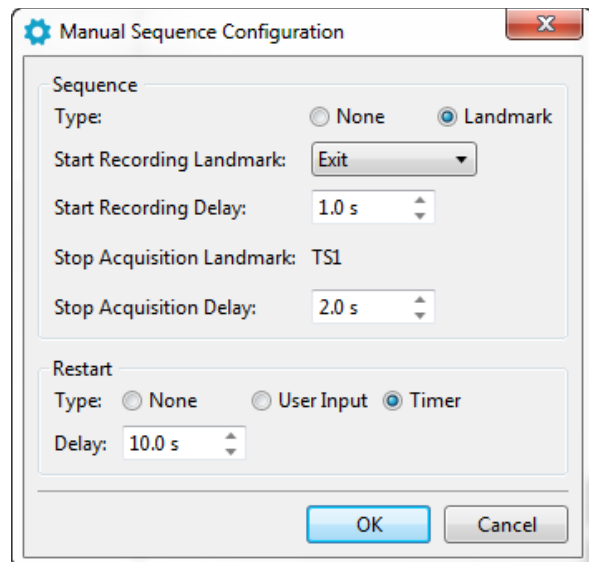 Manual Sequence Configuration
Sequence
Type: None Landmark
Start Recording Landmark: Exit
Start Recording Delay: 1.0 s
Stop Acquisition Landmark: TS1
Stop Acquisition Delay: 2.0 s
Restart
Type: None User Input Timer
Delay: 10.0 s
OK Cancel